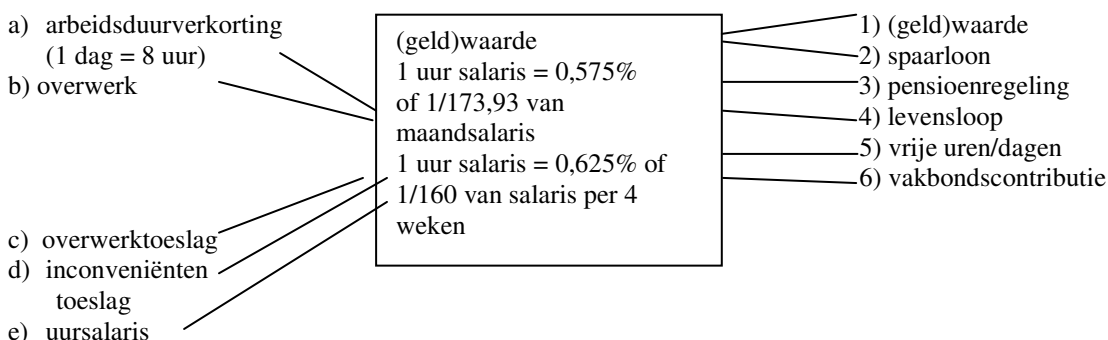 a) arbeidsduurverkorting
(1 dag = 8 uur)
b) overwerk
c) overwerktoeslag
d) inconveniënten
toeslag
e) uursalaris
(geld)waarde
1 uur salaris = 0,575%
of 1/173,93 van
maandsalaris
1 uur salaris = 0,625% of
1/160 van salaris per 4
weken
1) (geld)waarde
2) spaarloon
3) pensioenregeling
4) levensloop
5) vrije uren/dagen
6) vakbondscontributie